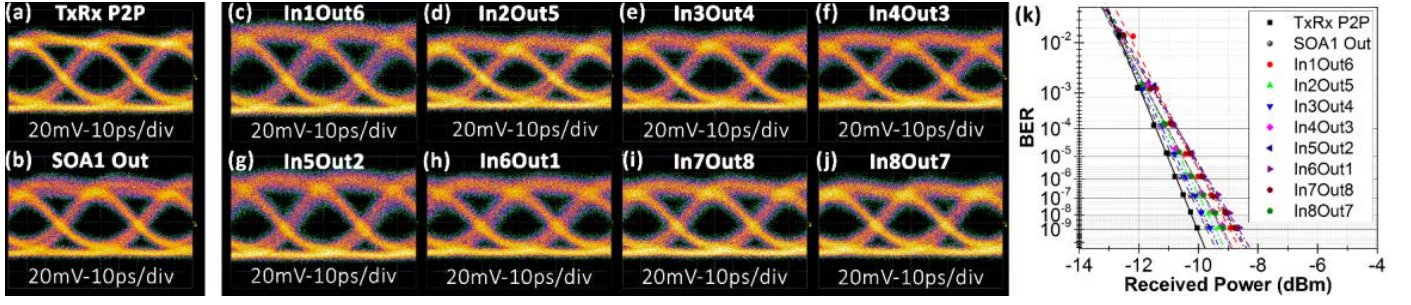 (a) TxRx P2P
20mV-10ps/div
(b) SOA1 Out
20mV-10ps/div
(c) In1Out6
20mV-10ps/div
(d) In2Out5
20mV-10ps/div
(e) In3Out4
20mV-10ps/div
(f) In4Out3
20mV-10ps/div
(g) In5Out2
20mV-10ps/div
(h) In6Out1
20mV-10ps/div
(i) In7Out8
20mV-10ps/div
(j) In8Out7
20mV-10ps/div
(k)
BER
10-2
10-3
10-4
10-5
10-6
10-7
10-8
10-9
TxRx P2P
SOA1 Out
In1Out6
In2Out5
In3Out4
In4Out3
In5Out2
In6Out1
In7Out8
In8Out7
-14 -12 -10 -8 -6 -4
Received Power (dBm)